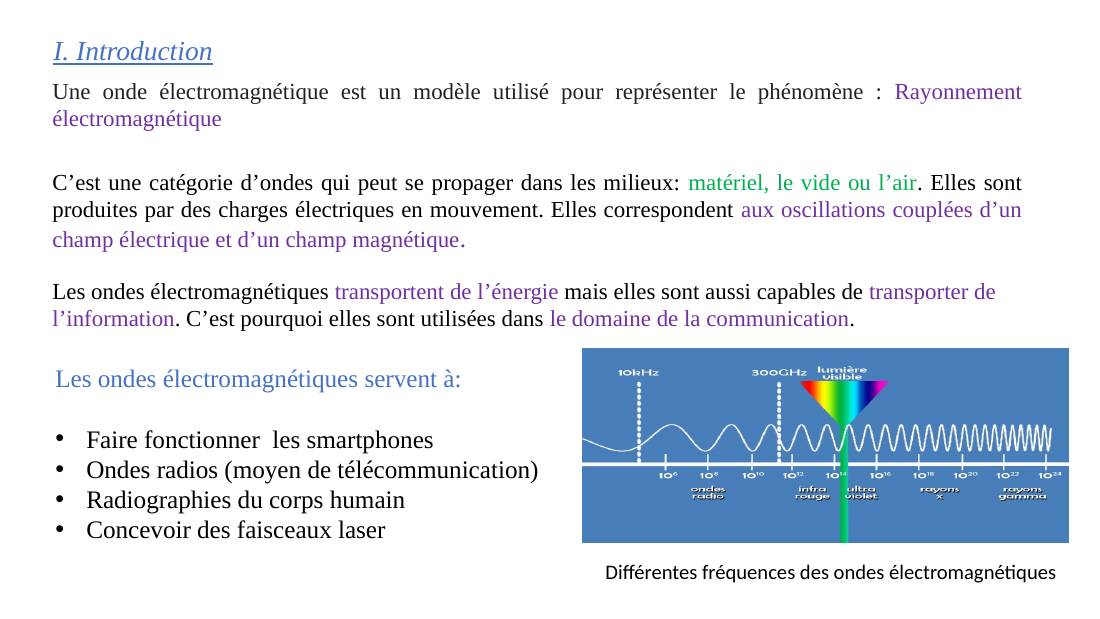 I. Introduction
Une onde électromagnétique est un modèle utilisé pour représenter le phénomène : Rayonnement
électromagnétique
C’est une catégorie d’ondes qui peut se propager dans les milieux: matériel, le vide ou l’air. Elles sont
produites par des charges électriques en mouvement. Elles correspondent aux oscillations couplées d’un
champ électrique et d’un champ magnétique.
Les ondes électromagnétiques transportent de l’énergie mais elles sont aussi capables de transporter de
l’information. C’est pourquoi elles sont utilisées dans le domaine de la communication.
Les ondes électromagnétiques servent à:
• Faire fonctionner  les smartphones
• Ondes radios (moyen de télécommunication)
• Radiographies du corps humain
• Concevoir des faisceaux laser
10kHz 300GHz lumière
visible
10⁶ 10⁸ 10¹⁰ 10¹² 10¹⁴ 10¹⁶ 10¹⁸ 10²⁰ 10²² 10²⁴
ondes infra ultra rayons rayons
radio rouge violet x gamma
Différentes fréquences des ondes électromagnétiques